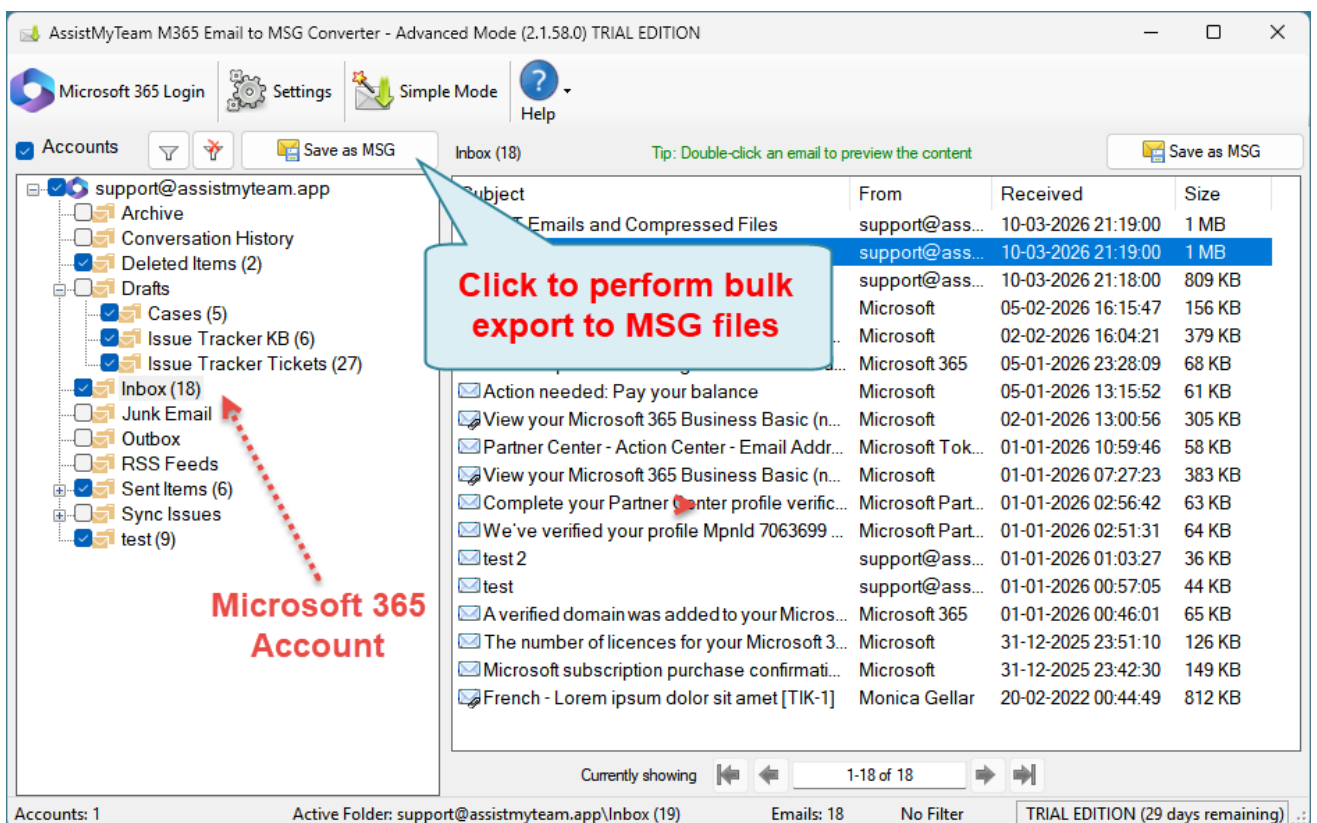 AssistMyTeam M365 Email to MSG Converter - Advanced Mode (2.1.58.0) TRIAL EDITION
Microsoft 365 Login
Settings
Simple Mode
Help
Accounts
Save as MSG
support@assistmyteam.app
Archive
Conversation History
Deleted Items (2)
Drafts
Cases (5)
Issue Tracker KB (6)
Issue Tracker Tickets (27)
Inbox (18)
Junk Email
Outbox
RSS Feeds
Sent Items (6)
Sync Issues
test (9)
Microsoft 365
Account
Click to perform bulk
export to MSG files
Inbox (18) Tip: Double-click an email to preview the content Save as MSG
Subject From Received Size
Emails and Compressed Files support@ass... 10-03-2026 21:19:00 1 MB
support@ass... 10-03-2026 21:19:00 1 MB
support@ass... 10-03-2026 21:18:00 809 KB
Microsoft 05-02-2026 16:15:47 156 KB
Microsoft 02-02-2026 16:04:21 379 KB
Microsoft 365 05-01-2026 23:28:09 68 KB
Action needed: Pay your balance Microsoft 05-01-2026 13:15:52 61 KB
View your Microsoft 365 Business Basic (n... Microsoft 02-01-2026 13:00:56 305 KB
Partner Center - Action Center - Email Addr... Microsoft Tok... 01-01-2026 10:59:46 58 KB
View your Microsoft 365 Business Basic (n... Microsoft 01-01-2026 07:27:23 383 KB
Complete your Partner Center profile verific... Microsoft Part... 01-01-2026 02:56:42 63 KB
We've verified your profile MpnId 7063699 ... Microsoft Part... 01-01-2026 02:51:31 64 KB
test 2 support@ass... 01-01-2026 01:03:27 36 KB
test support@ass... 01-01-2026 00:57:05 44 KB
A verified domain was added to your Micros... Microsoft 365 01-01-2026 00:46:01 65 KB
The number of licences for your Microsoft 3... Microsoft 31-12-2025 23:51:10 126 KB
Microsoft subscription purchase confirmati... Microsoft 31-12-2025 23:42:30 149 KB
French - Lorem ipsum dolor sit amet [TIK-1] Monica Gellar 20-02-2022 00:44:49 812 KB
Currently showing 1-18 of 18
Accounts: 1 Active Folder: support@assistmyteam.app\Inbox (19) Emails: 18 No Filter TRIAL EDITION (29 days remaining)